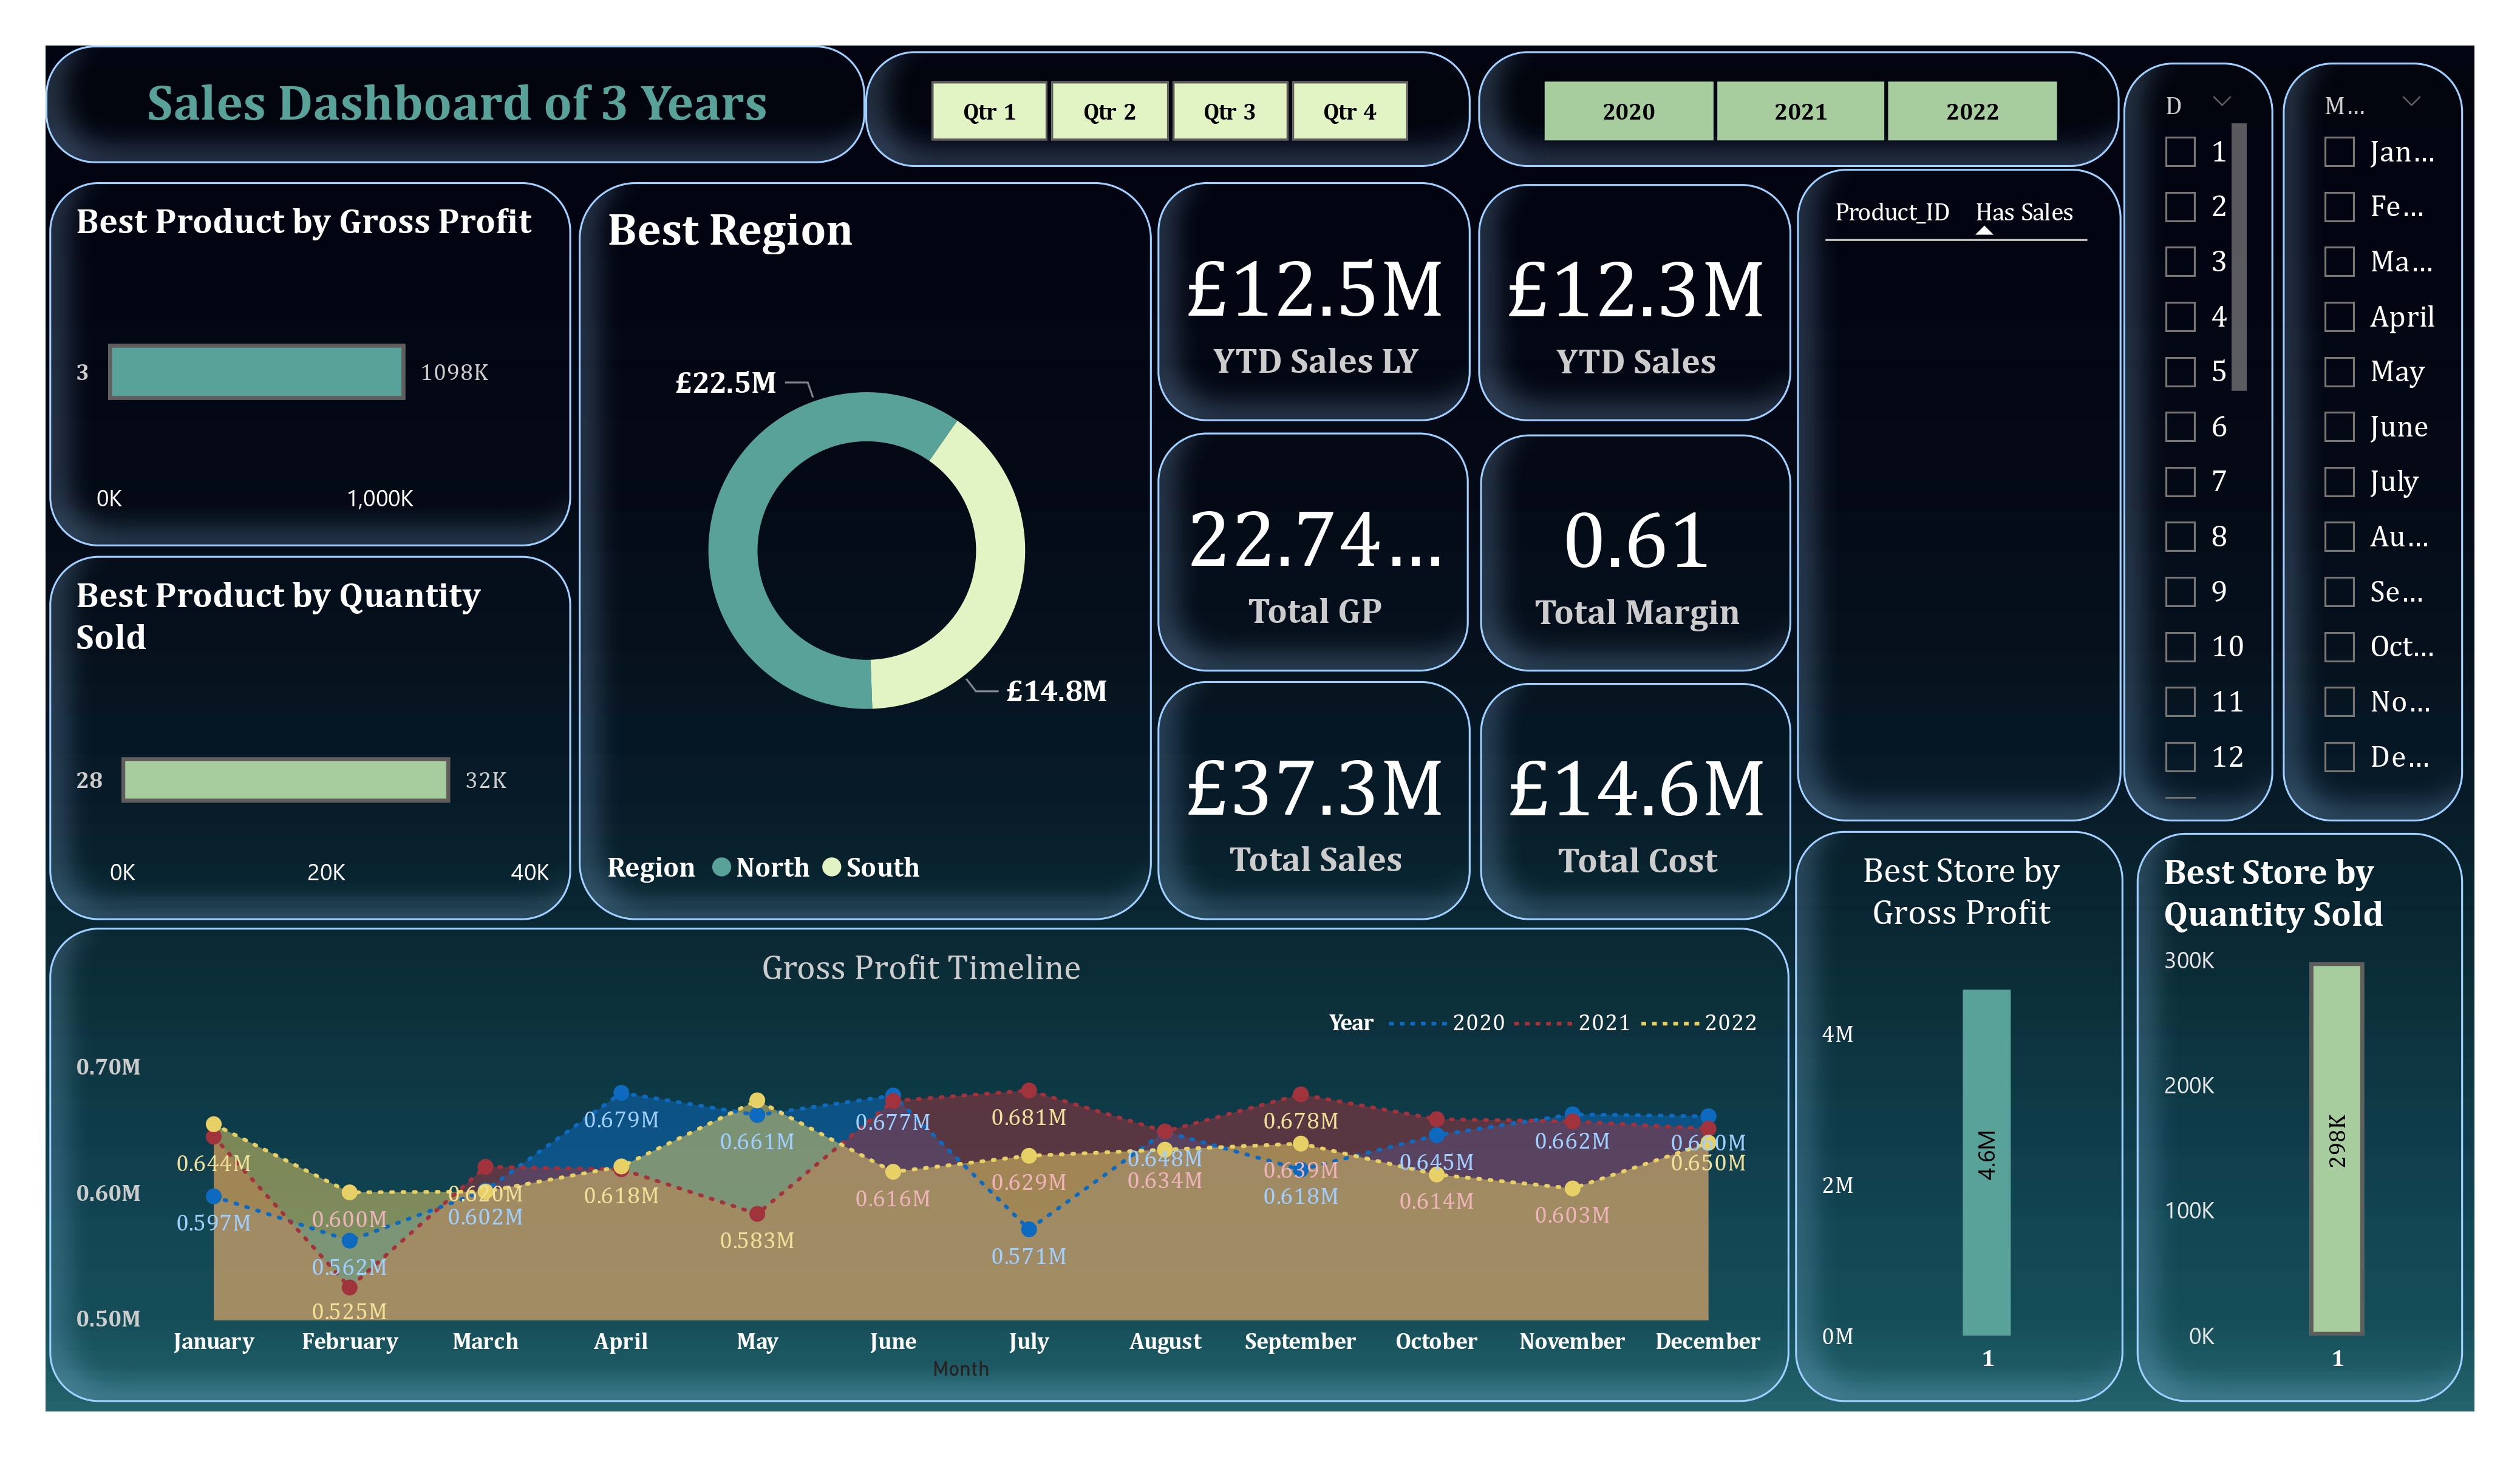 Sales Dashboard of 3 Years
Qtr 1
Qtr 2
Qtr 3
Qtr 4
2020
2021
2022
D
1
2
3
4
5
6
7
8
9
10
11
12
M...
Jan...
Fe...
Ma...
April
May
June
July
Au...
Se...
Oct...
No...
De...
Best Product by Gross Profit
3
1098K
0K
1,000K
Best Product by Quantity
Sold
28
32K
0K
20K
40K
Best Region
£22.5M
£14.8M
Region
North
South
£12.5M
YTD Sales LY
£12.3M
YTD Sales
22.74...
Total GP
0.61
Total Margin
£37.3M
Total Sales
£14.6M
Total Cost
Product_ID
Has Sales
Gross Profit Timeline
Year
2020
2021
2022
0.70M
0.60M
0.50M
0.644M
0.597M
0.600M
0.562M
0.525M
0.620M
0.602M
0.679M
0.618M
0.661M
0.583M
0.677M
0.616M
0.681M
0.629M
0.571M
0.648M
0.634M
0.678M
0.639M
0.618M
0.645M
0.614M
0.662M
0.603M
0.650M
January
February
March
April
May
June
July
August
September
October
November
December
Month
Best Store by
Gross Profit
4M
2M
0M
4.6M
1
Best Store by
Quantity Sold
300K
200K
100K
0K
298K
1